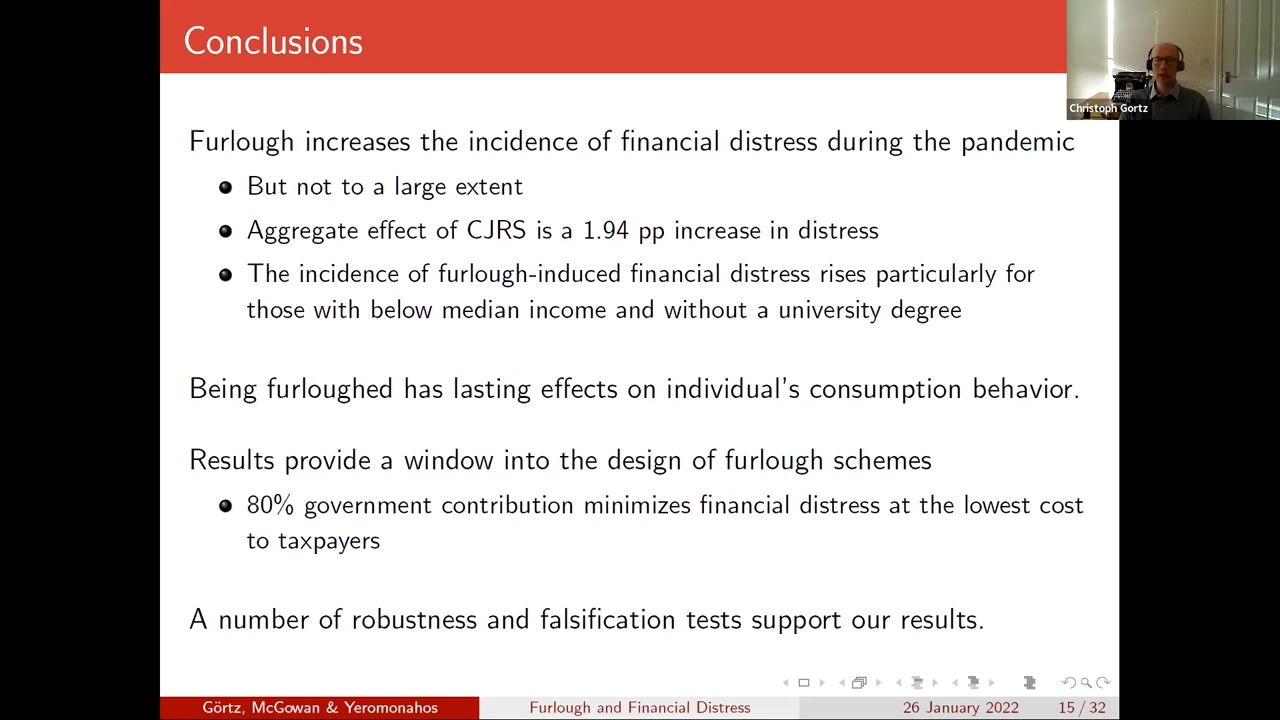 Conclusions
Christoph Gortz
Furlough increases the incidence of financial distress during the pandemic
But not to a large extent
Aggregate effect of CJRS is a 1.94 pp increase in distress
The incidence of furlough-induced financial distress rises particularly for
those with below median income and without a university degree
Being furloughed has lasting effects on individual's consumption behavior.
Results provide a window into the design of furlough schemes
80% government contribution minimizes financial distress at the lowest cost
to taxpayers
A number of robustness and falsification tests support our results.
Görtz, McGowan & Yeromonahos
Furlough and Financial Distress
26 January 2022
15 / 32